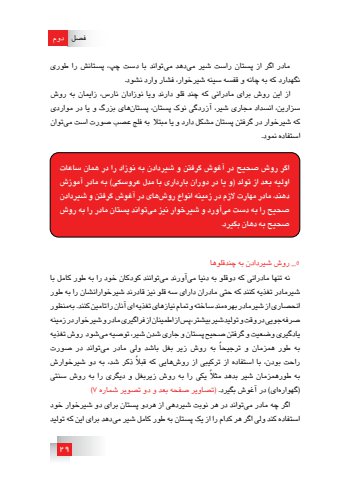 فصل دوم
مادر اگر از پستان راست شیر می‌دهد می‌تواند با دست چپ، پستانش را طوری
نگهدارد که به چانه و قفسه سینه شیرخوار، فشار وارد نشود.
از این روش برای مادرانی که چند قلو دارند ویا نوزادان نارس، زایمان به روش
سزارین، انسداد مجاری شیر، آزردگی نوک پستان، پستان‌های بزرگ و یا در مواردی
که شیرخوار در گرفتن پستان مشکل دارد و یا مبتلا به فلج عصب صورت است می‌توان
استفاده نمود.
اگر روش صحیح در آغوش گرفتن و شیردادن به نوزاد را در همان ساعات
اولیه بعد از تولد (و یا در دوران بارداری با مدل عروسکی) به مادر آموزش
دهند، مادر مهارت لازم در زمینه انواع روش‌های در آغوش گرفتن و شیردادن
صحیح را به دست می‌آورد و شیرخوار نیز می‌تواند پستان مادر را به روش
صحیح به دهان بگیرد.
۵_ روش شیردادن به چندقلوها
نه تنها مادرانی که دوقلو به دنیا می‌آورند می‌توانند کودکان خود را به طور کامل با
شیرمادر تغذیه کنند که حتی مادران دارای سه قلو نیز قادرند شیرخوارانشان را به طور
انحصاری از شیرمادر بهره‌مند ساخته و تمام نیازهای تغذیه‌ای آنان را تامین کنند. به‌منظور
صرفه‌جویی در وقت و تولید شیر بیشتر، پس از اطمینان از فراگیری مادر و شیرخوار در زمینه
یادگیری وضعیت و گرفتن صحیح پستان و جاری شدن شیر، توصیه می‌شود روش تغذیه
به طور همزمان و ترجیحاً به روش زیر بغل باشد ولی مادر می‌تواند در صورت
راحت بودن، با استفاده از ترکیبی از روش‌هایی که قبلاً ذکر شد، به دو شیرخوارش
به طورهمزمان شیر بدهد مثلاً یکی را به روش زیربغل و دیگری را به روش سنتی
(گهواره‌ای) در آغوش بگیرد. (تصاویر صفحه بعد و دو تصویر شماره ۷)
اگر چه مادر می‌تواند در هر نوبت شیردهی از هردو پستان برای دو شیرخوار خود
استفاده کند ولی اگر هر کدام را از یک پستان به طور کامل شیر می‌دهد برای این که تولید
۲۹